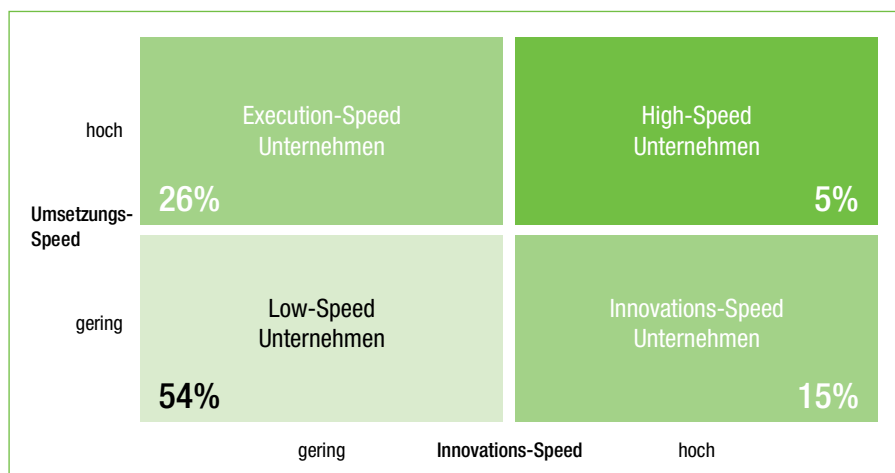 hoch
Execution-Speed
Unternehmen
26%
High-Speed
Unternehmen
5%
Umsetzungs-
Speed
gering
Low-Speed
Unternehmen
54%
Innovations-Speed
Unternehmen
15%
gering Innovations-Speed hoch